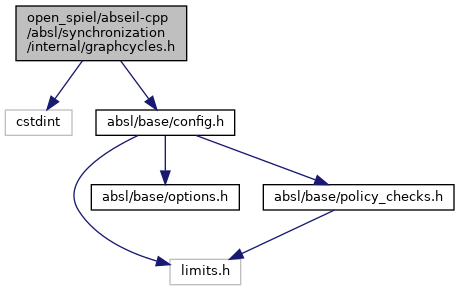 open_spiel/abseil-cpp
/absl/synchronization
/internal/graphcycles.h
cstdint
absl/base/config.h
absl/base/options.h
absl/base/policy_checks.h
limits.h